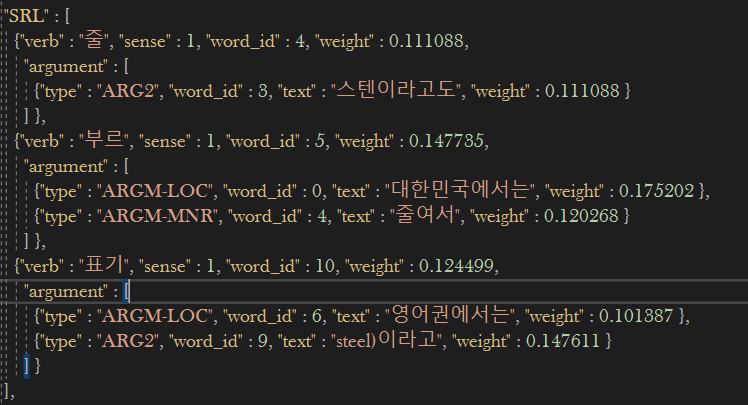 "SRL" : [
{"verb" : "줄", "sense" : 1, "word_id" : 4, "weight" : 0.111088,
"argument" : [
{"type" : "ARG2", "word_id" : 3, "text" : "스텐이라고도", "weight" : 0.111088 }
] },
{"verb" : "부르", "sense" : 1, "word_id" : 5, "weight" : 0.147735,
"argument" : [
{"type" : "ARGM-LOC", "word_id" : 0, "text" : "대한민국에서는", "weight" : 0.175202 },
{"type" : "ARGM-MNR", "word_id" : 4, "text" : "줄여서", "weight" : 0.120268 }
] },
{"verb" : "표기", "sense" : 1, "word_id" : 10, "weight" : 0.124499,
"argument" : [
{"type" : "ARGM-LOC", "word_id" : 6, "text" : "영어권에서는", "weight" : 0.101387 },
{"type" : "ARG2", "word_id" : 9, "text" : "steel)이라고", "weight" : 0.147611 }
] }
],